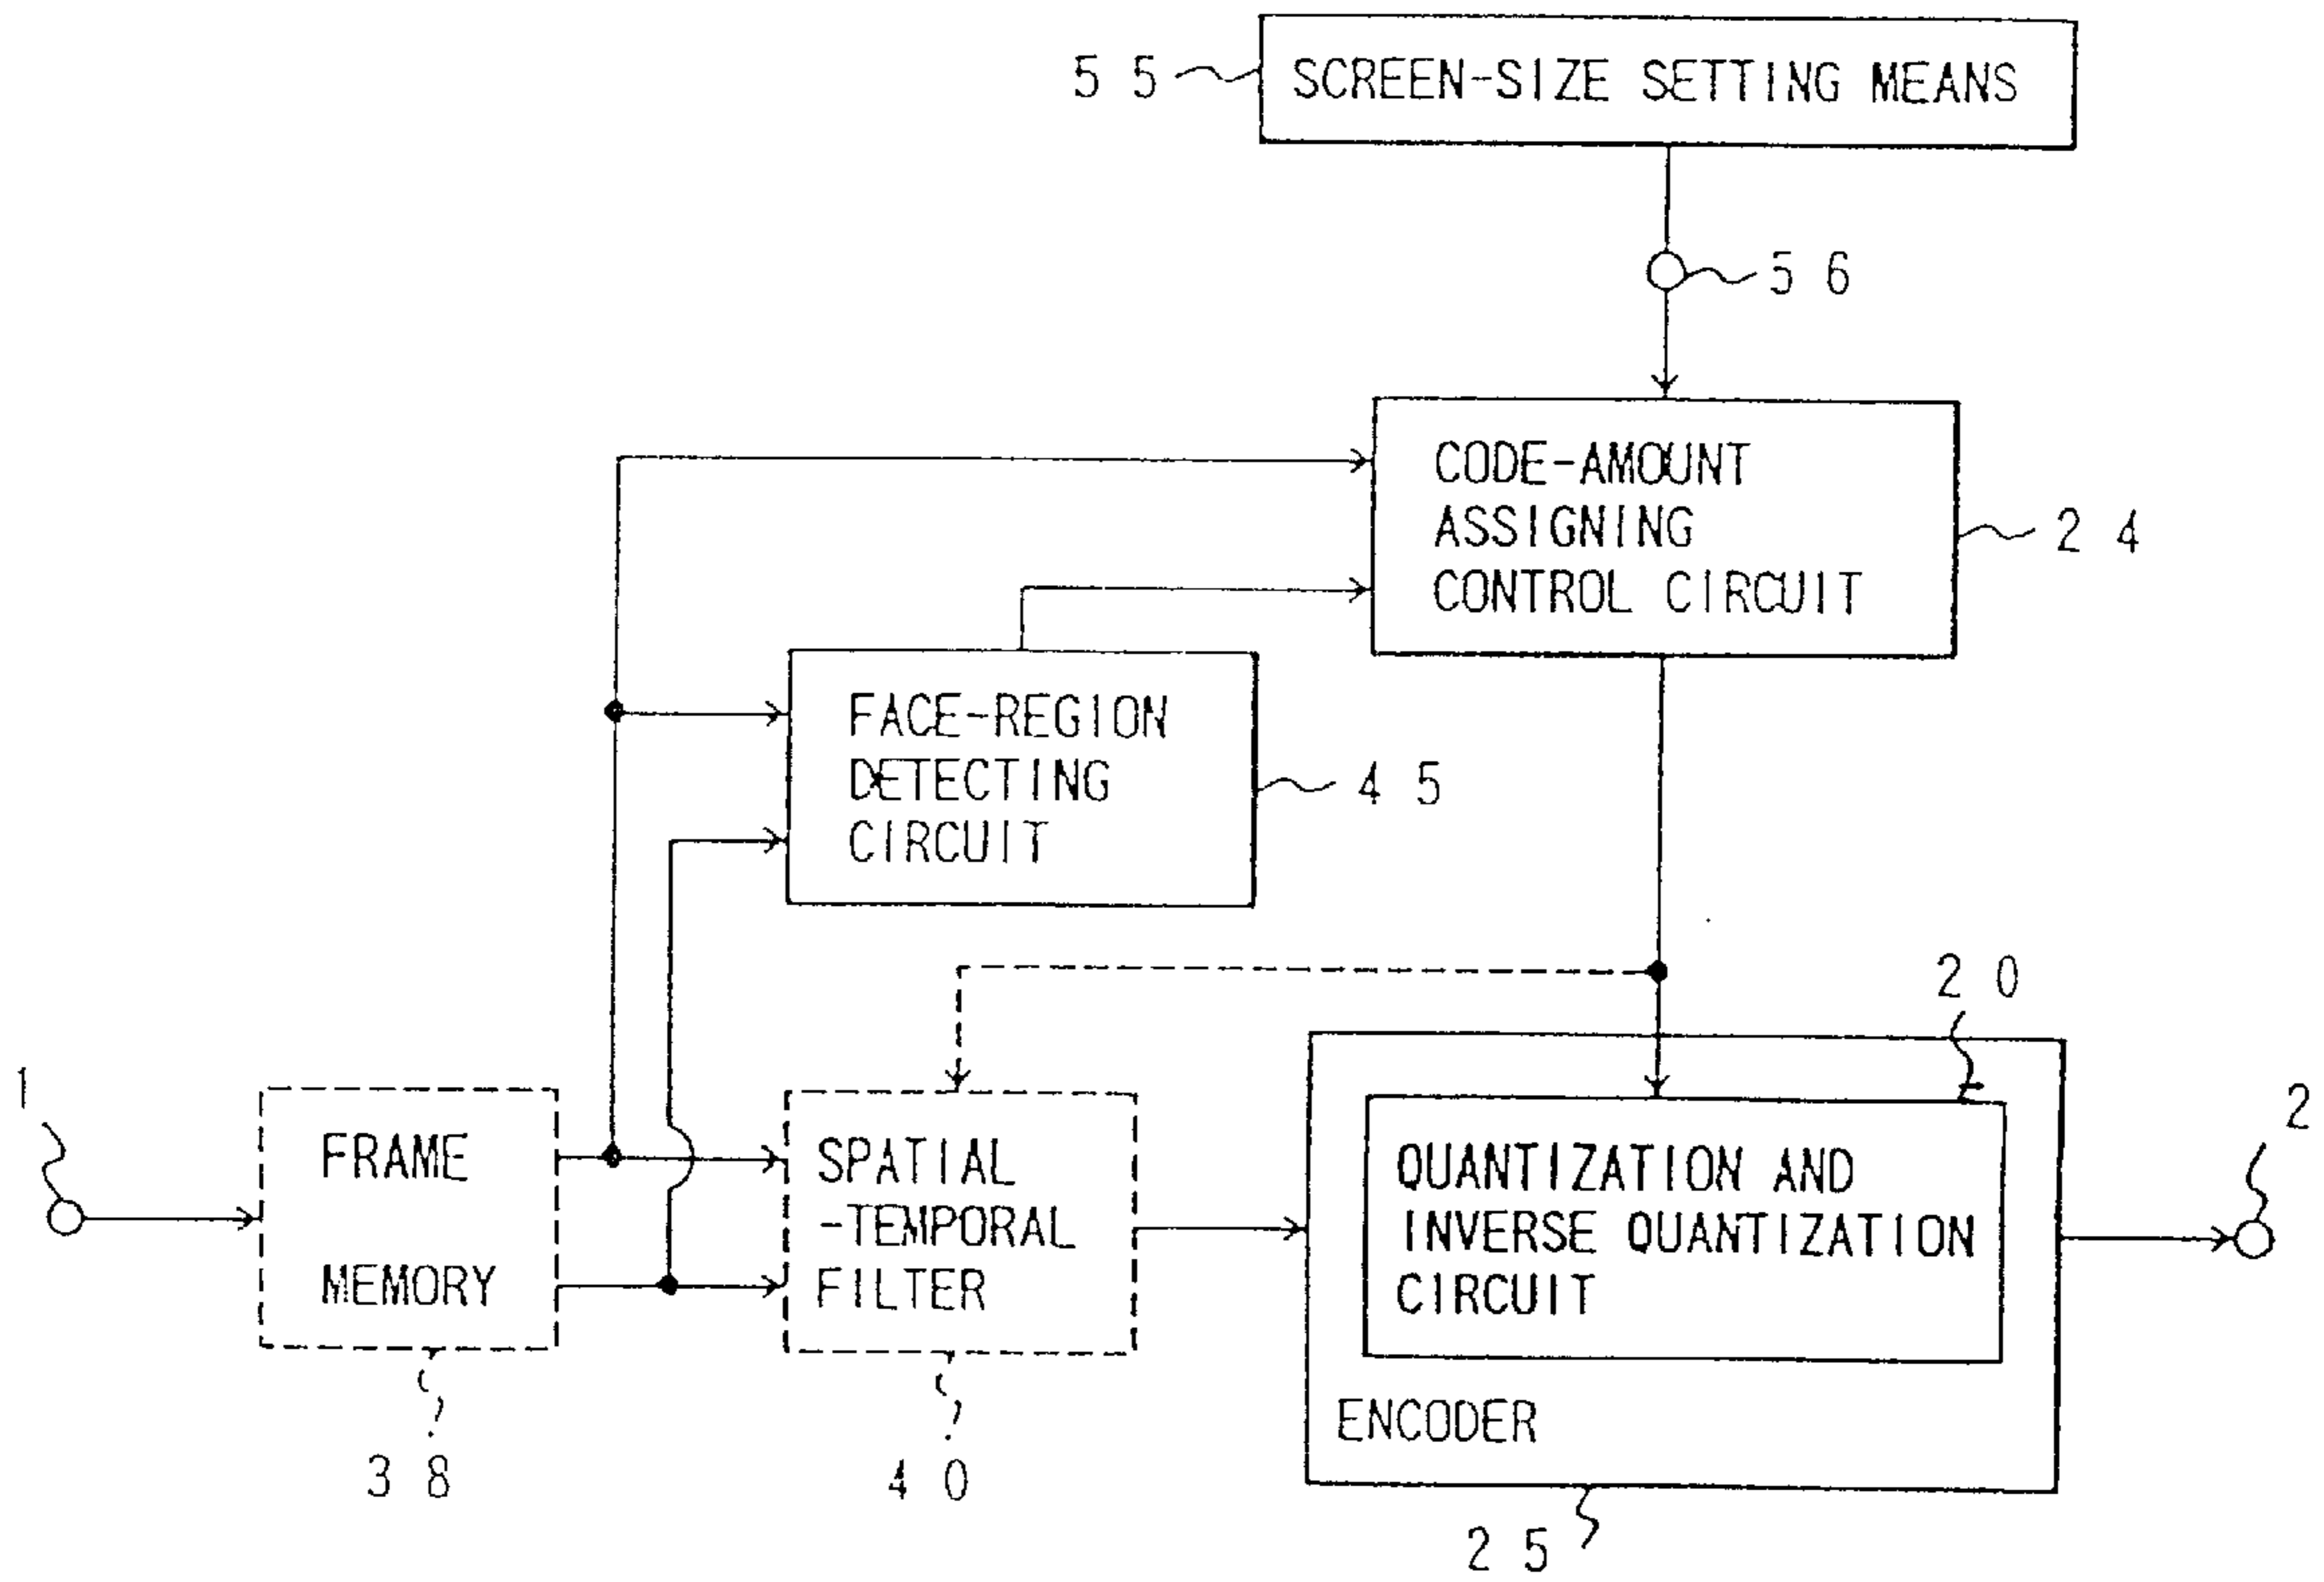 55 SCREEN-SIZE SETTING MEANS
56
CODE-AMOUNT
ASSIGNING
CONTROL CIRCUIT
24
FACE-REGION
DETECTING
CIRCUIT
45
20
1
FRAME
MEMORY
38
SPATIAL
-TEMPORAL
FILTER
40
QUANTIZATION AND
INVERSE QUANTIZATION
CIRCUIT
ENCODER
25
2